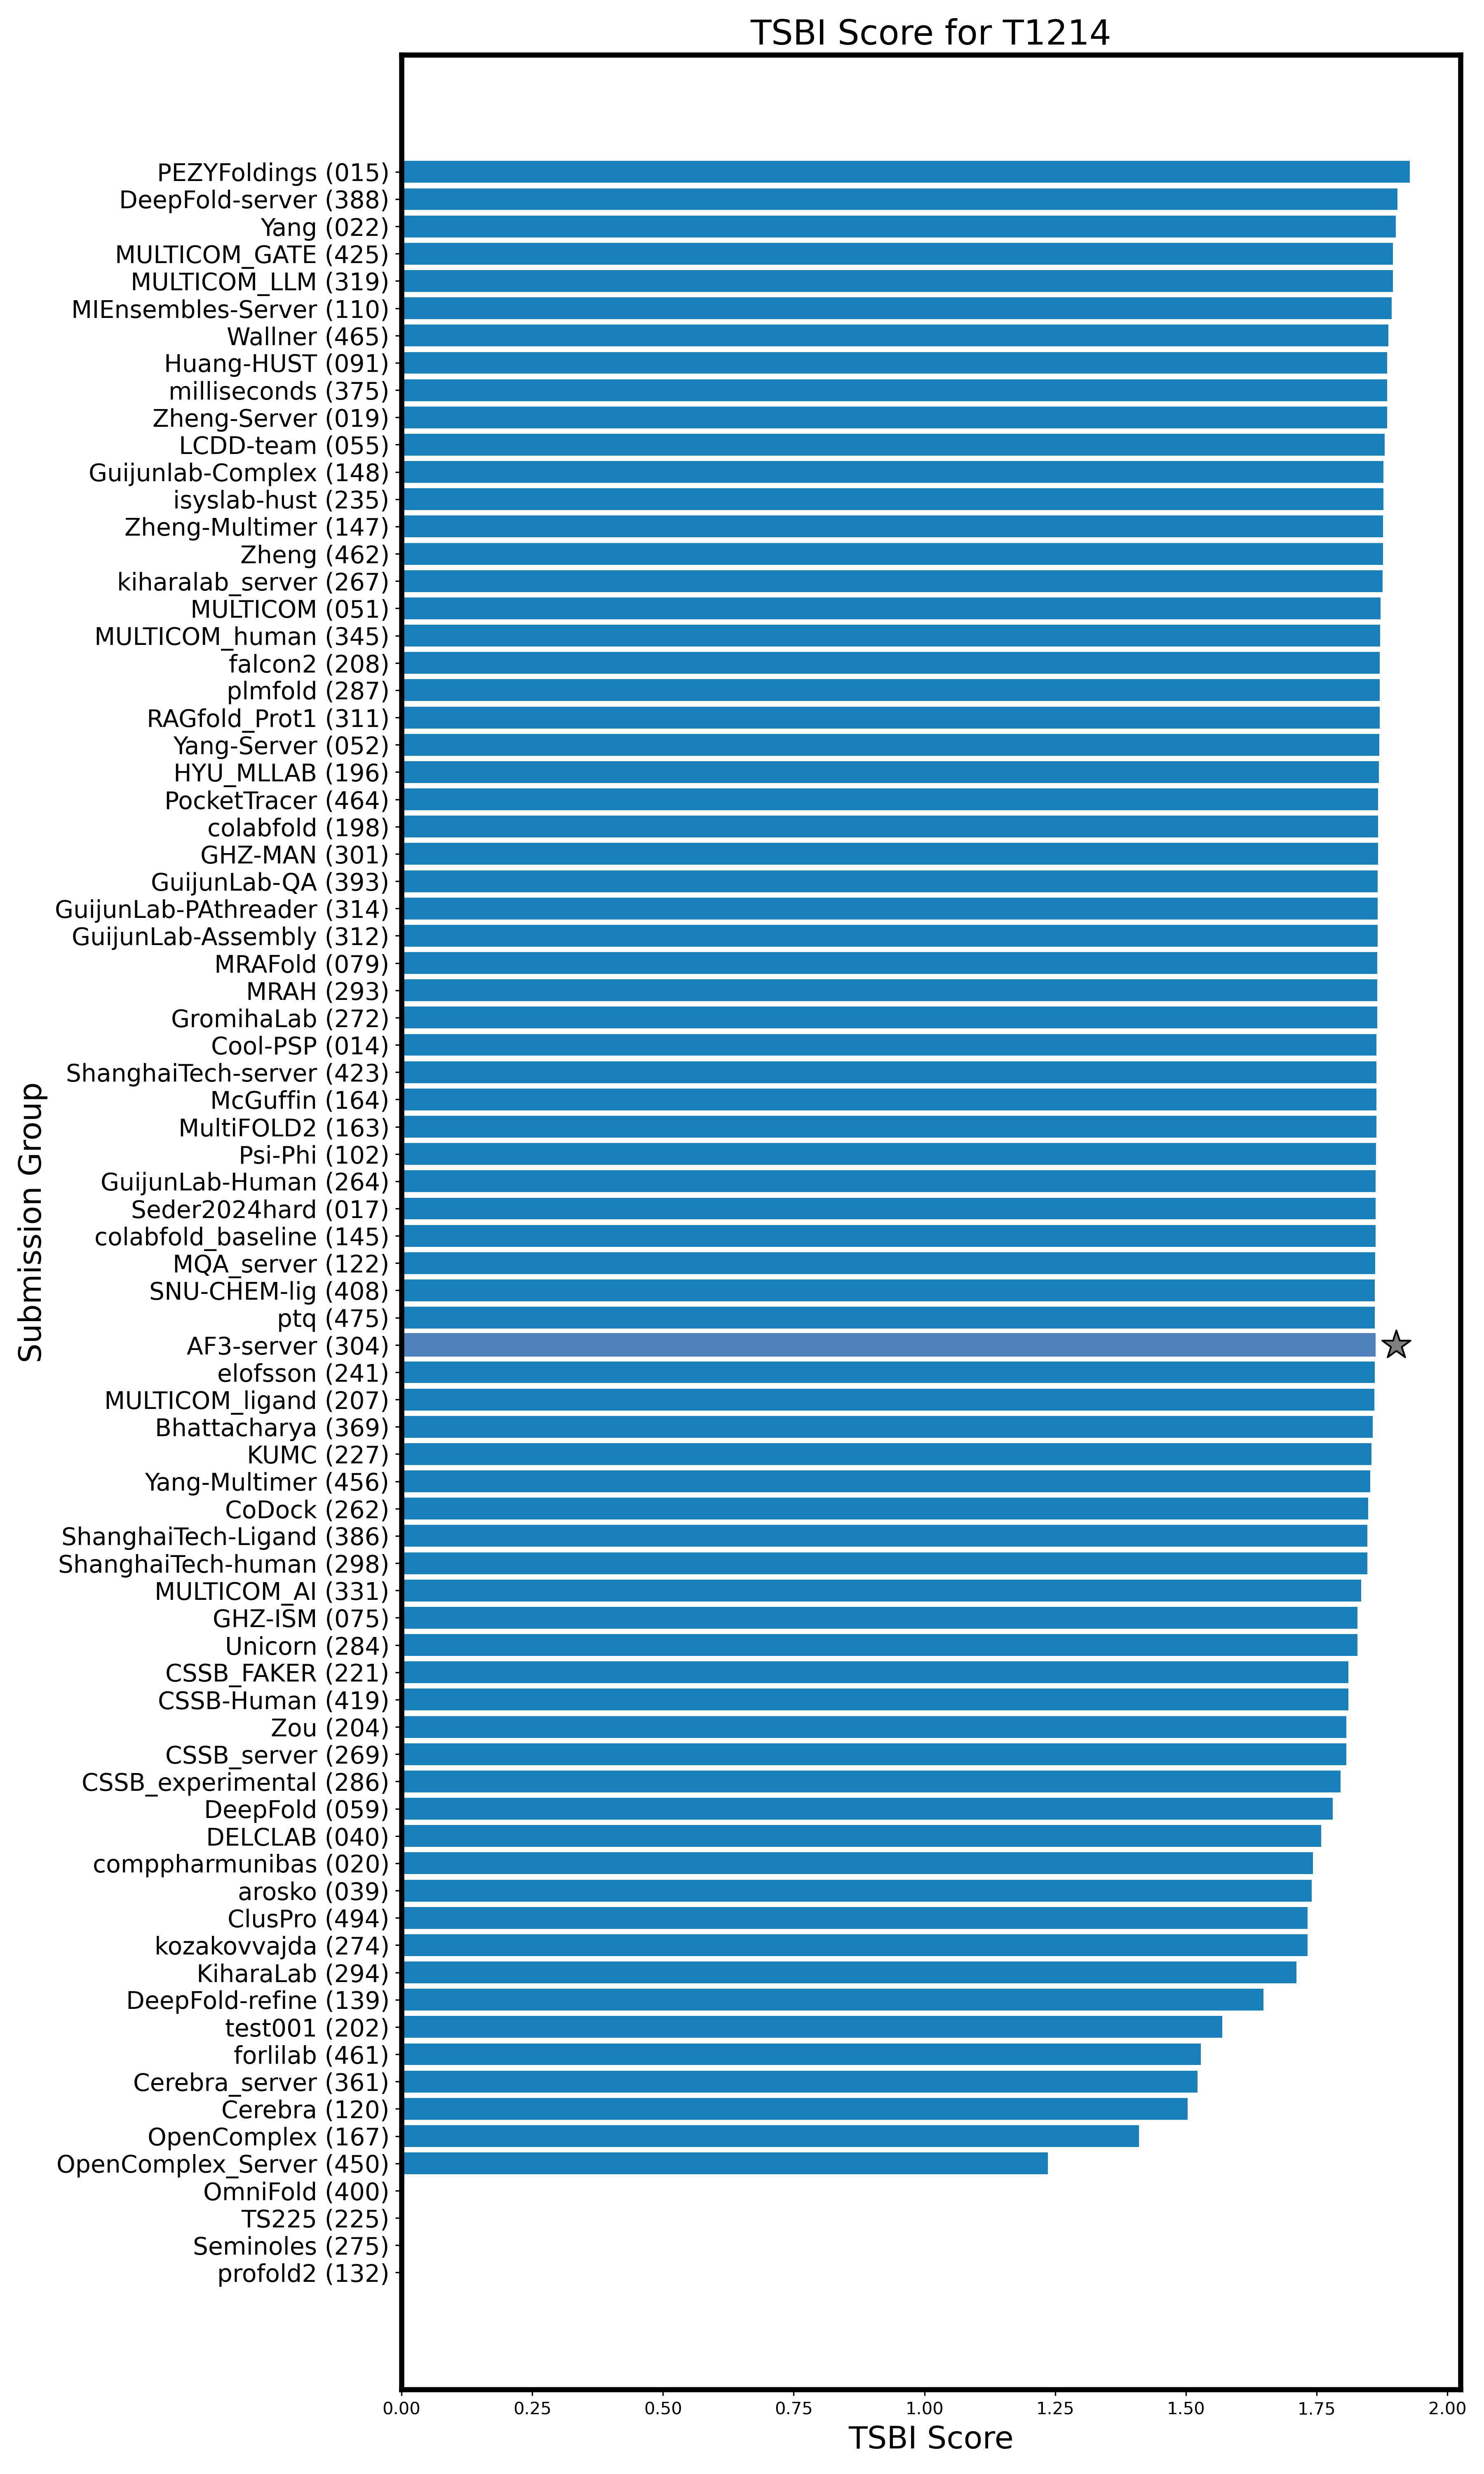 TSBI Score for T1214
PEZYFoldings (015)
DeepFold-server (388)
Yang (022)
MULTICOM_GATE (425)
MULTICOM_LLM (319)
MIEnsembles-Server (110)
Wallner (465)
Huang-HUST (091)
milliseconds (375)
Zheng-Server (019)
LCDD-team (055)
Guijunlab-Complex (148)
isyslab-hust (235)
Zheng-Multimer (147)
Zheng (462)
kiharalab_server (267)
MULTICOM (051)
MULTICOM_human (345)
falcon2 (208)
plmfold (287)
RAGfold_Prot1 (311)
Yang-Server (052)
HYU_MLLAB (196)
PocketTracer (464)
colabfold (198)
GHZ-MAN (301)
GuijunLab-QA (393)
GuijunLab-PAthreader (314)
GuijunLab-Assembly (312)
MRAFold (079)
MRAH (293)
GromihaLab (272)
Cool-PSP (014)
ShanghaiTech-server (423)
McGuffin (164)
MultiFOLD2 (163)
Psi-Phi (102)
GuijunLab-Human (264)
Seder2024hard (017)
colabfold_baseline (145)
MQA_server (122)
SNU-CHEM-lig (408)
ptq (475)
AF3-server (304)
elofsson (241)
MULTICOM_ligand (207)
Bhattacharya (369)
KUMC (227)
Yang-Multimer (456)
CoDock (262)
ShanghaiTech-Ligand (386)
ShanghaiTech-human (298)
MULTICOM_AI (331)
GHZ-ISM (075)
Unicorn (284)
CSSB_FAKER (221)
CSSB-Human (419)
Zou (204)
CSSB_server (269)
CSSB_experimental (286)
DeepFold (059)
DELCLAB (040)
comppharmunibas (020)
arosko (039)
ClusPro (494)
kozakovvajda (274)
KiharaLab (294)
DeepFold-refine (139)
test001 (202)
forlilab (461)
Cerebra_server (361)
Cerebra (120)
OpenComplex (167)
OpenComplex_Server (450)
OmniFold (400)
TS225 (225)
Seminoles (275)
profold2 (132)
Submission Group
0.00 0.25 0.50 0.75 1.00 1.25 1.50 1.75 2.00
TSBI Score